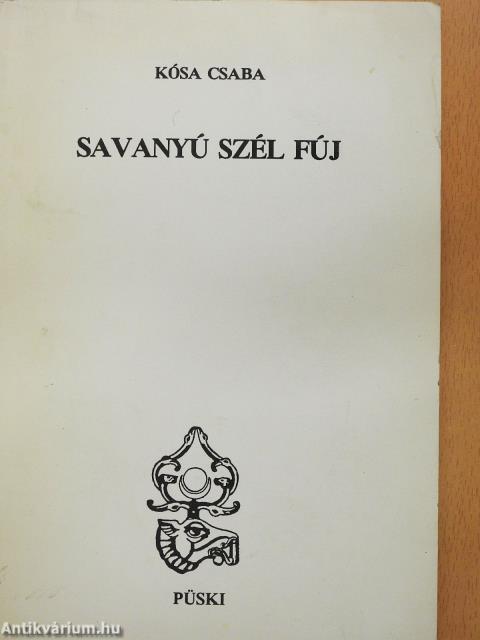 KÓSA CSABA
SAVANYÚ SZÉL FÚJ
PÜSKI
Antikvárium.hu